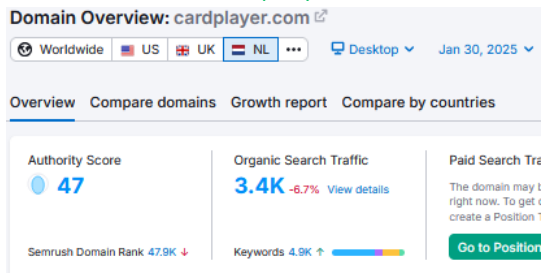 Domain Overview: cardplayer.com
Worldwide US UK NL ••• Desktop Jan 30, 2025
Overview Compare domains Growth report Compare by countries
Authority Score
47
Semrush Domain Rank 47.9K ↓
Organic Search Traffic
3.4K -6.7% View details
Keywords 4.9K ↑
Paid Search
The domain may
right now. To get
create a Position
Go to Position